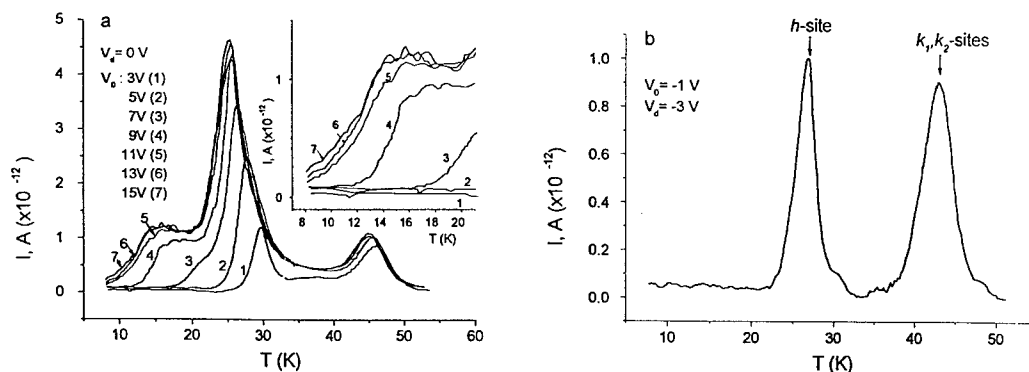 a
V_d = 0 V
V_0 : 3V (1)
5V (2)
7V (3)
9V (4)
11V (5)
13V (6)
15V (7)
I, A (x10^-12)
5
4
3
2
1
0
10
20
30
40
50
60
T (K)
5
6
7
4
3
2
1
I, A (x10^-12)
1
0
8
10
12
14
16
18
20
T (K)
7
6
5
4
3
2
1
b
h-site
k_1,k_2-sites
V_0= -1 V
V_d= -3 V
I, A (x10^-12)
1.0
0.8
0.6
0.4
0.2
0.0
10
20
30
40
50
T (K)